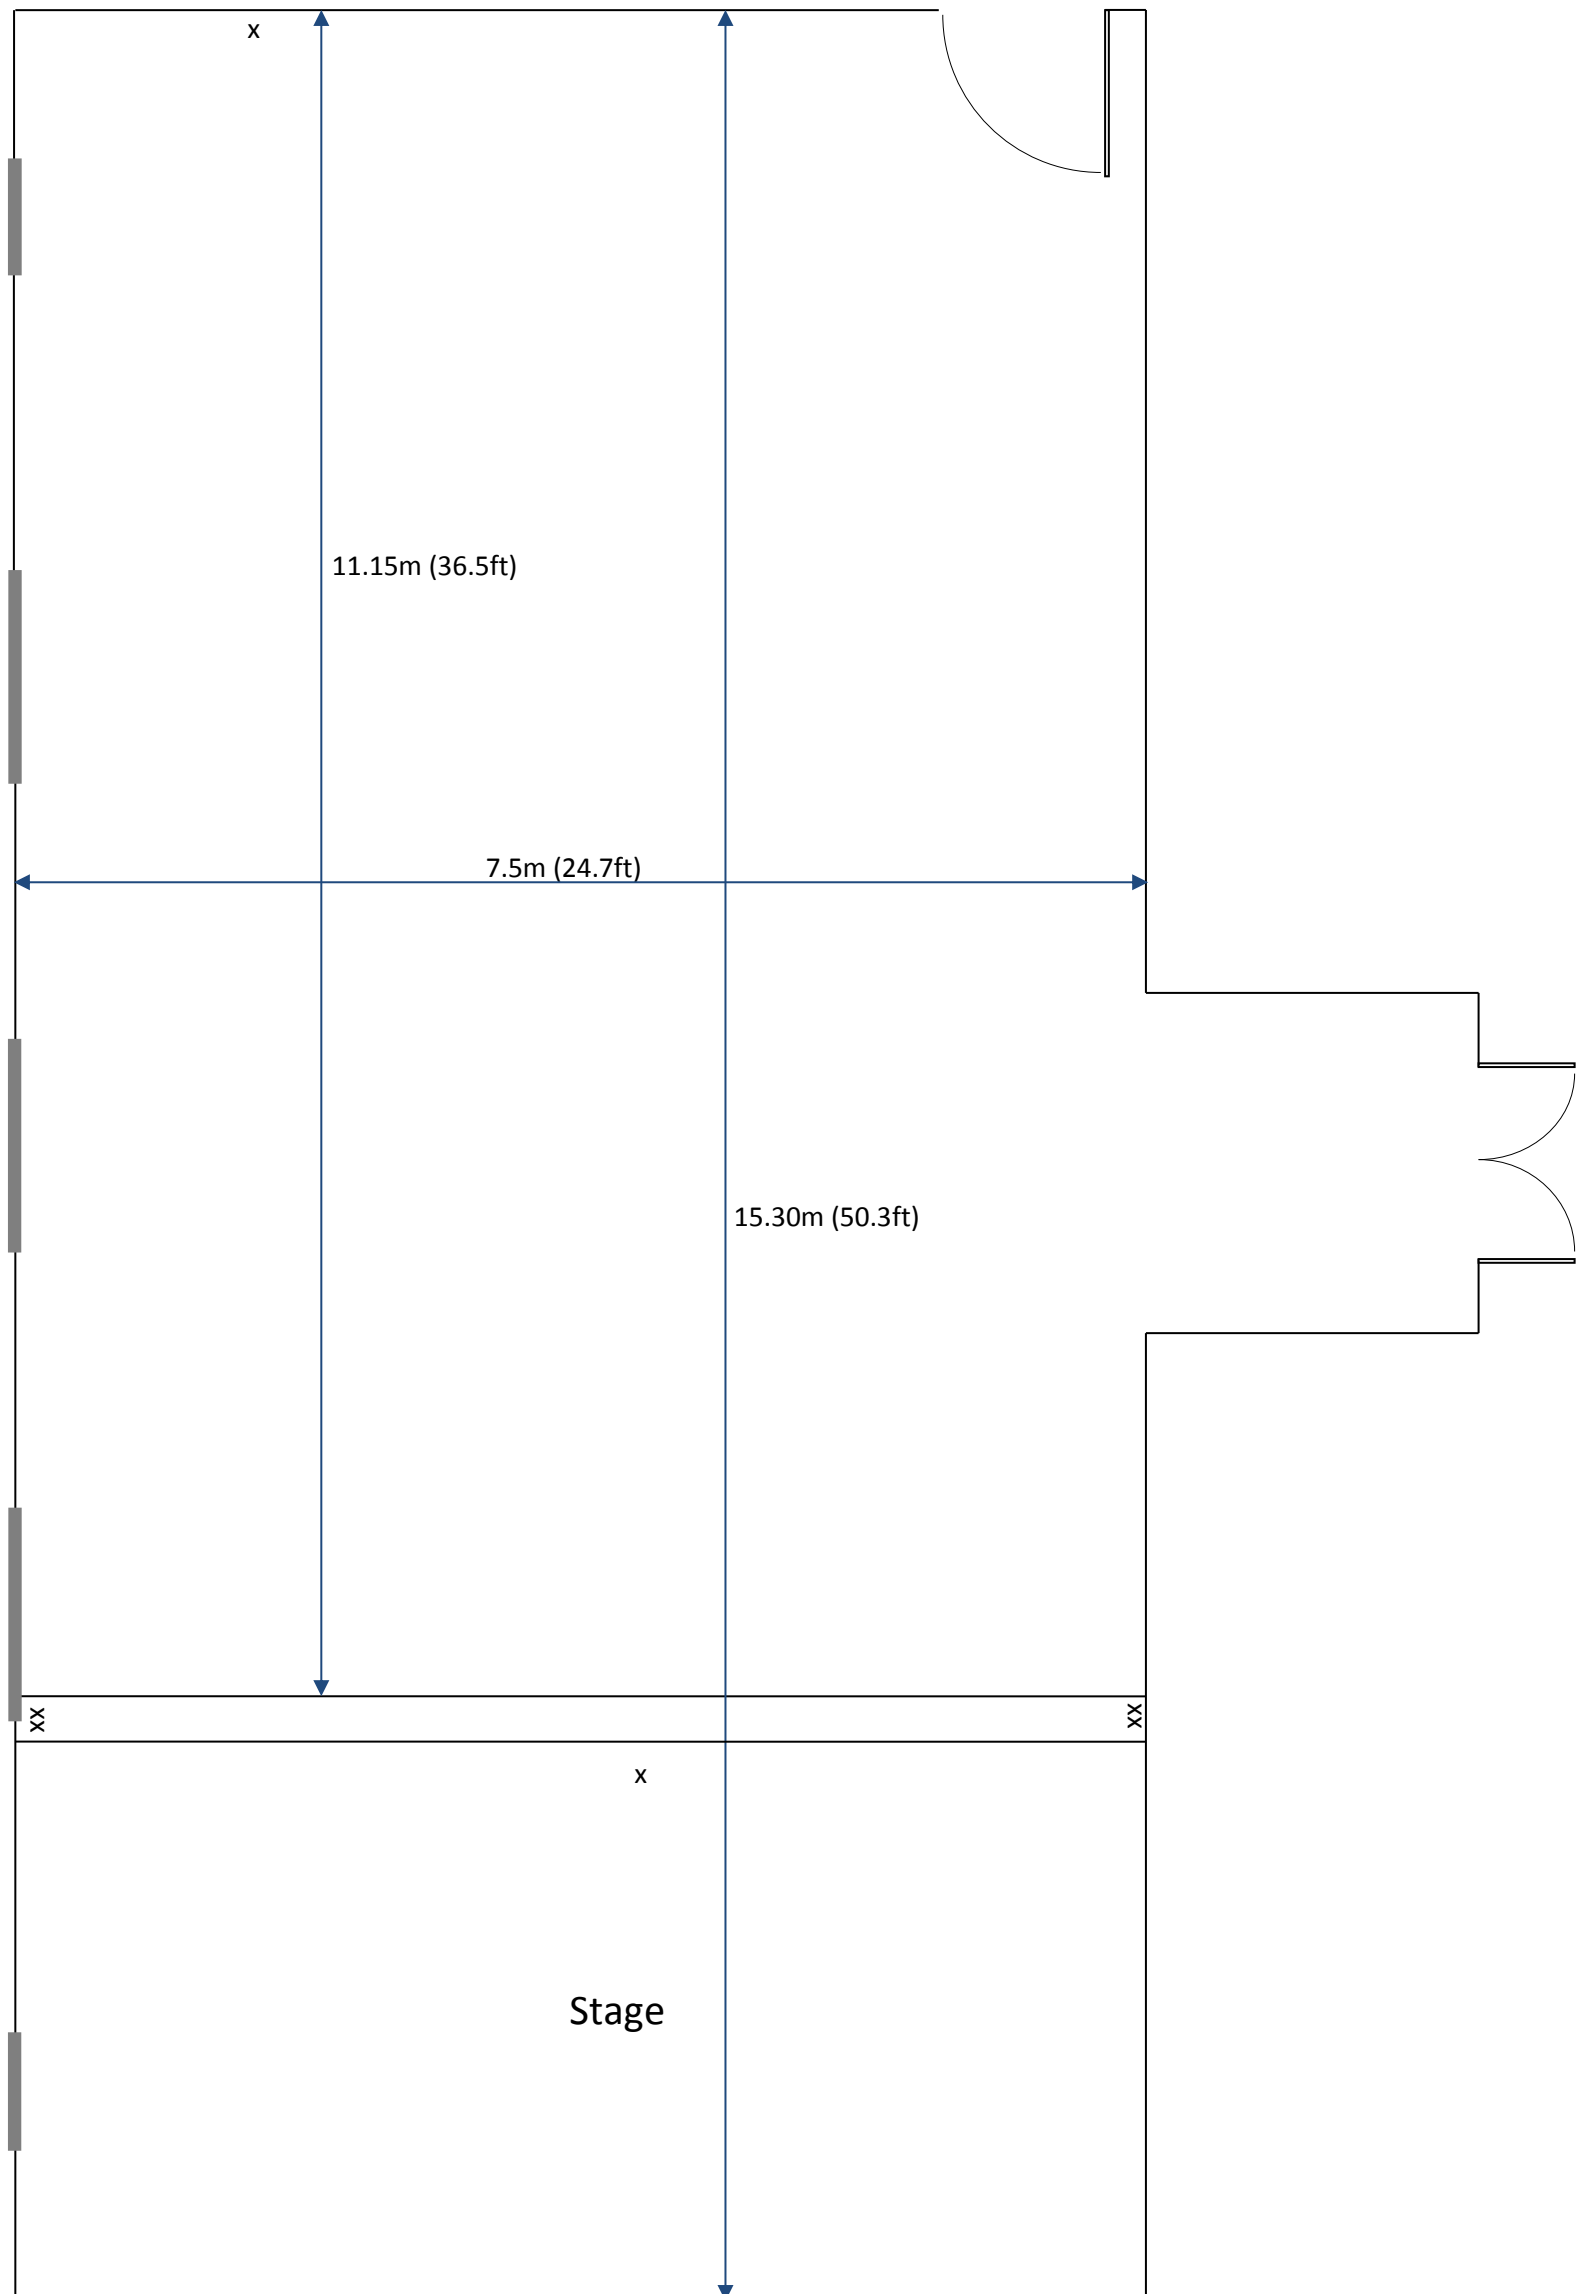 x
11.15m (36.5ft)
7.5m (24.7ft)
15.30m (50.3ft)
xx
xx
x
Stage